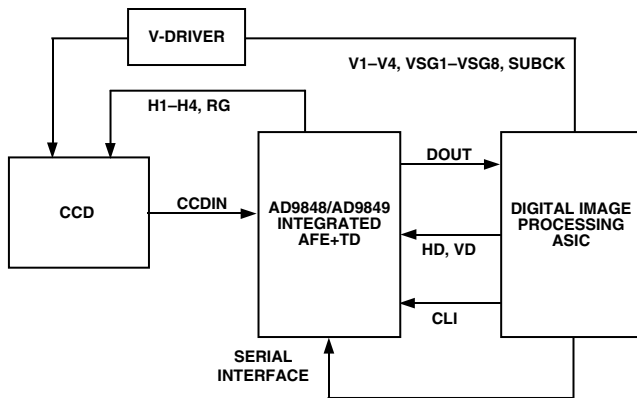 V-DRIVER
V1–V4, VSG1–VSG8, SUBCK
H1–H4, RG
DOUT
CCD
CCDIN
AD9848/AD9849
INTEGRATED
AFE+TD
DIGITAL IMAGE
PROCESSING
ASIC
HD, VD
CLI
SERIAL
INTERFACE